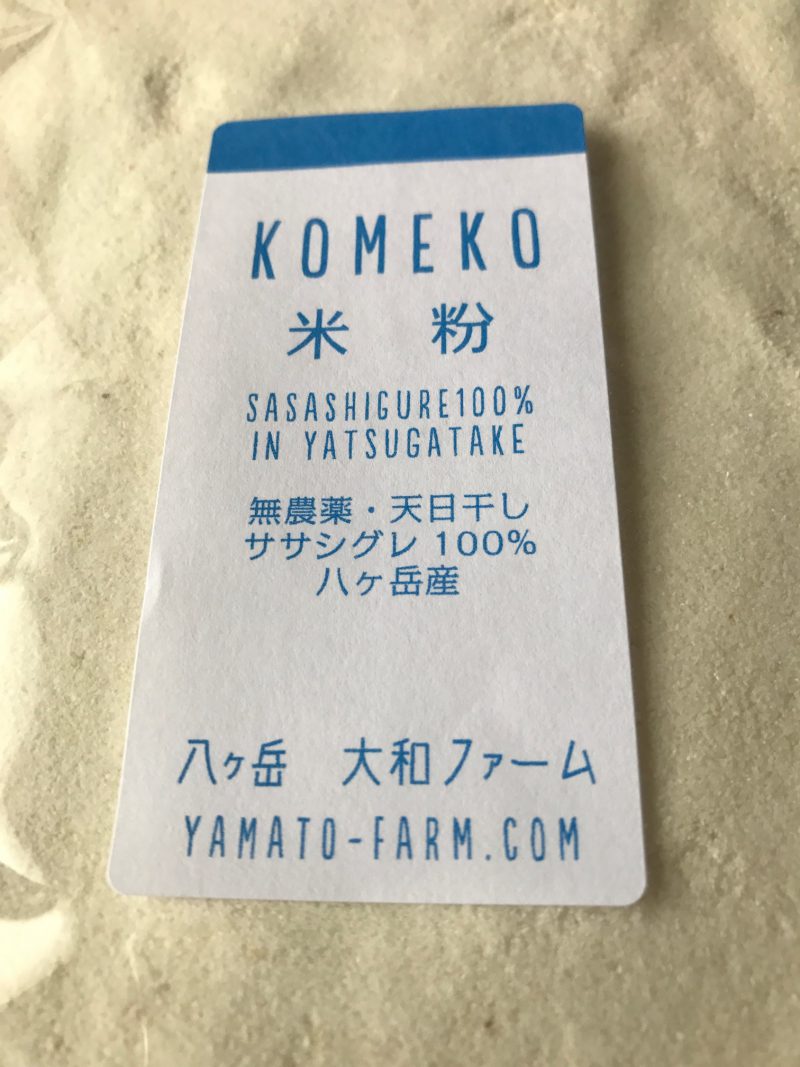 KOMEKO
米 粉
SASASHIGURE100%
IN YATSUGATAKE
無農薬・天日干し
ササシグレ 100%
八ヶ岳産
八ヶ岳 大和ファーム
YAMATO-FARM.COM